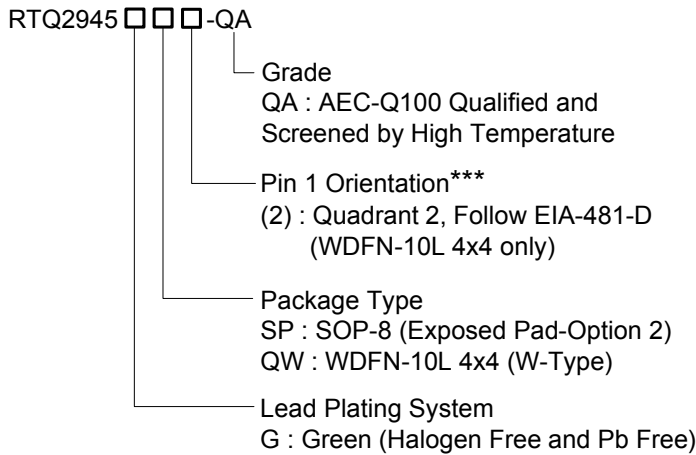 RTQ2945 □ □ □ -QA
Grade
QA : AEC-Q100 Qualified and
Screened by High Temperature
Pin 1 Orientation***
(2) : Quadrant 2, Follow EIA-481-D
(WDFN-10L 4x4 only)
Package Type
SP : SOP-8 (Exposed Pad-Option 2)
QW : WDFN-10L 4x4 (W-Type)
Lead Plating System
G : Green (Halogen Free and Pb Free)